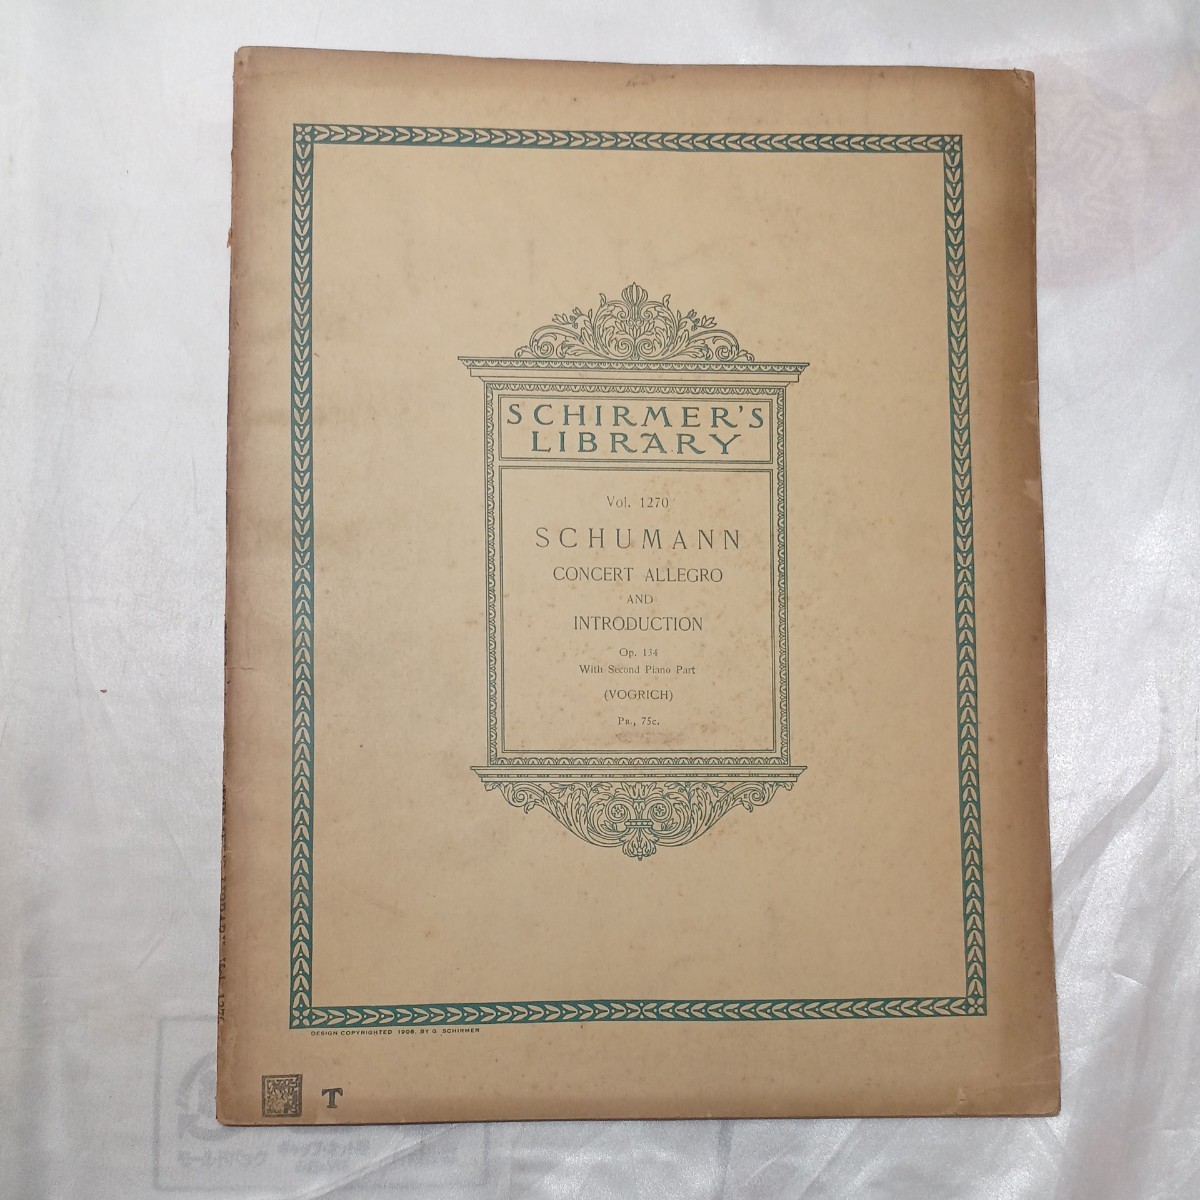 SCHIRMER'S
LIBRARY
Vol. 1270
SCHUMANN
CONCERT ALLEGRO
AND
INTRODUCTION
Op. 134
With Second Piano Part
(VOGRICH)
PR., 75c.
DESIGN COPYRIGHTED 1906, BY G. SCHIRMER
T